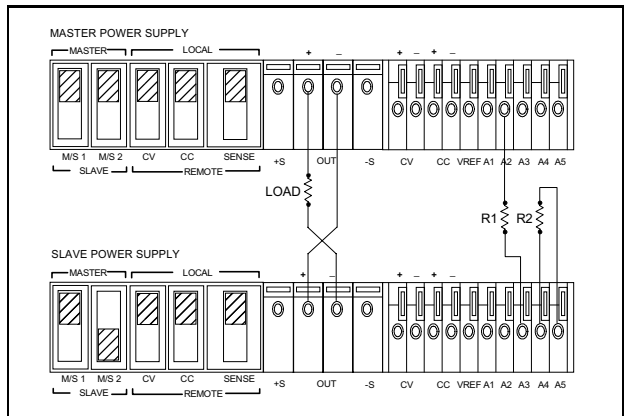 MASTER POWER SUPPLY
MASTER LOCAL
+ – + – + –
M/S 1 M/S 2 CV CC SENSE +S OUT -S CV CC VREF A1 A2 A3 A4 A5
SLAVE REMOTE
LOAD R1 R2
SLAVE POWER SUPPLY
MASTER LOCAL
+ – + – + –
M/S 1 M/S 2 CV CC SENSE +S OUT -S CV CC VREF A1 A2 A3 A4 A5
SLAVE REMOTE